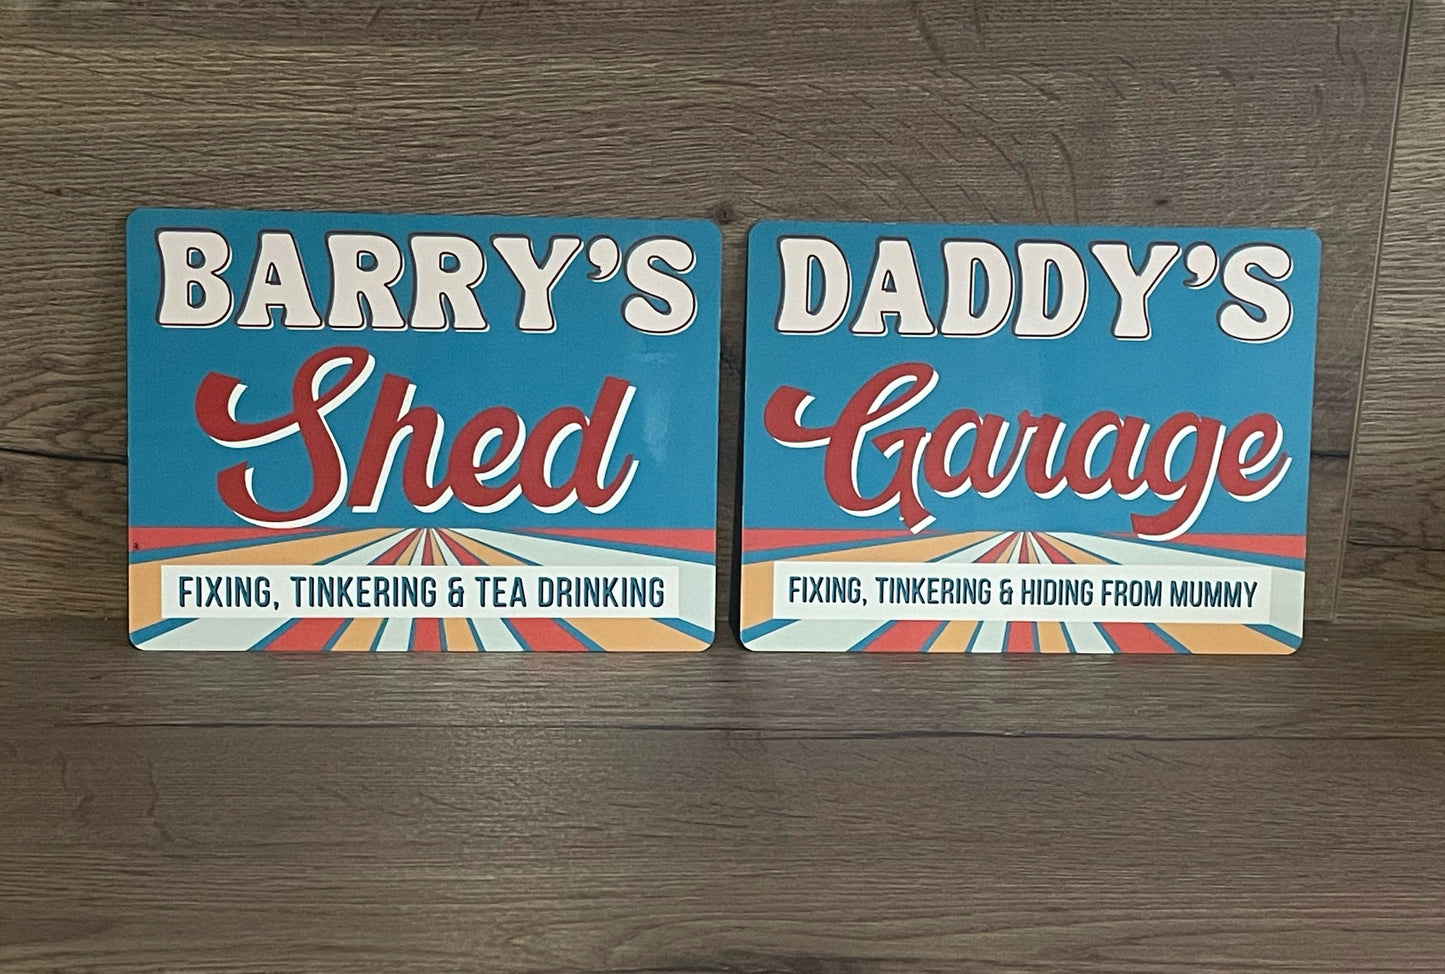 BARRY'S
Shed
FIXING, TINKERING & TEA DRINKING
DADDY'S
Garage
FIXING, TINKERING & HIDING FROM MUMMY